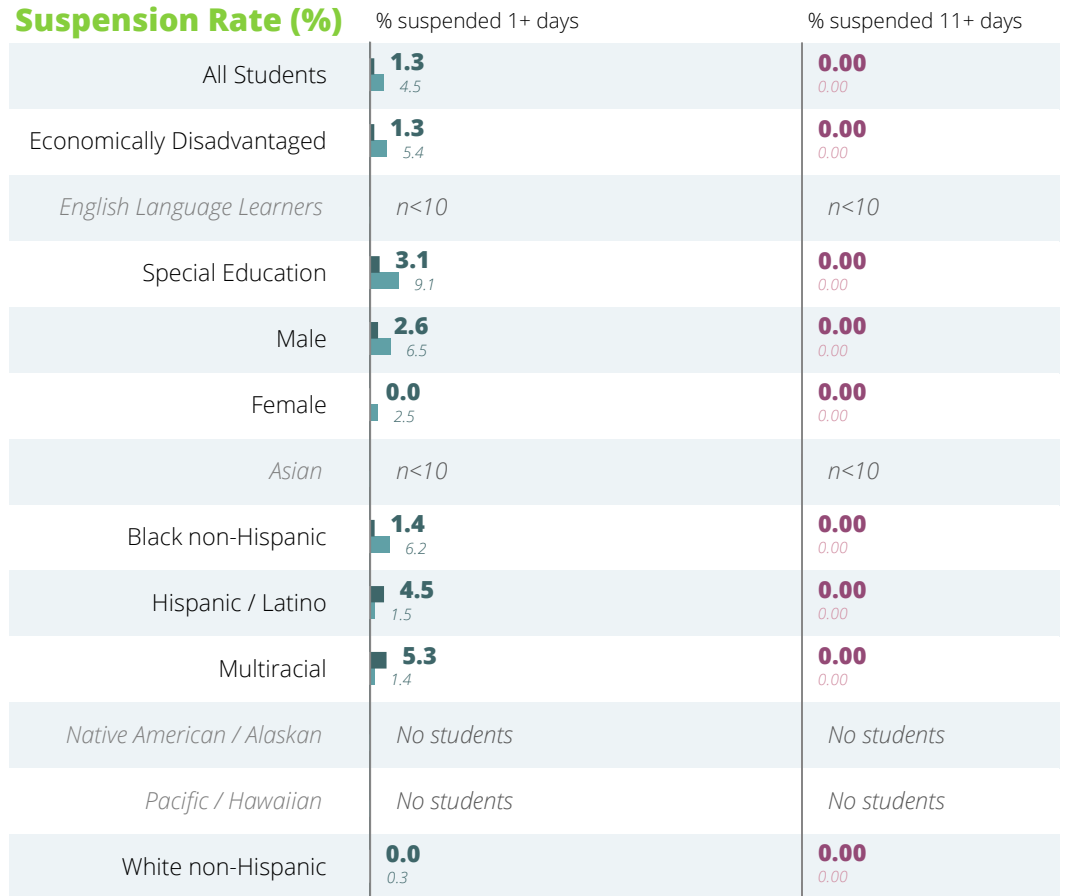 Suspension Rate (%) % suspended 1+ days % suspended 11+ days
All Students 1.3 0.00
4.5 0.00
Economically Disadvantaged 1.3 0.00
5.4 0.00
English Language Learners n<10 n<10
Special Education 3.1 0.00
9.1 0.00
Male 2.6 0.00
6.5 0.00
Female 0.0 0.00
2.5 0.00
Asian n<10 n<10
Black non-Hispanic 1.4 0.00
6.2 0.00
Hispanic / Latino 4.5 0.00
1.5 0.00
Multiracial 5.3 0.00
1.4 0.00
Native American / Alaskan No students No students
Pacific / Hawaiian No students No students
White non-Hispanic 0.0 0.00
0.3 0.00